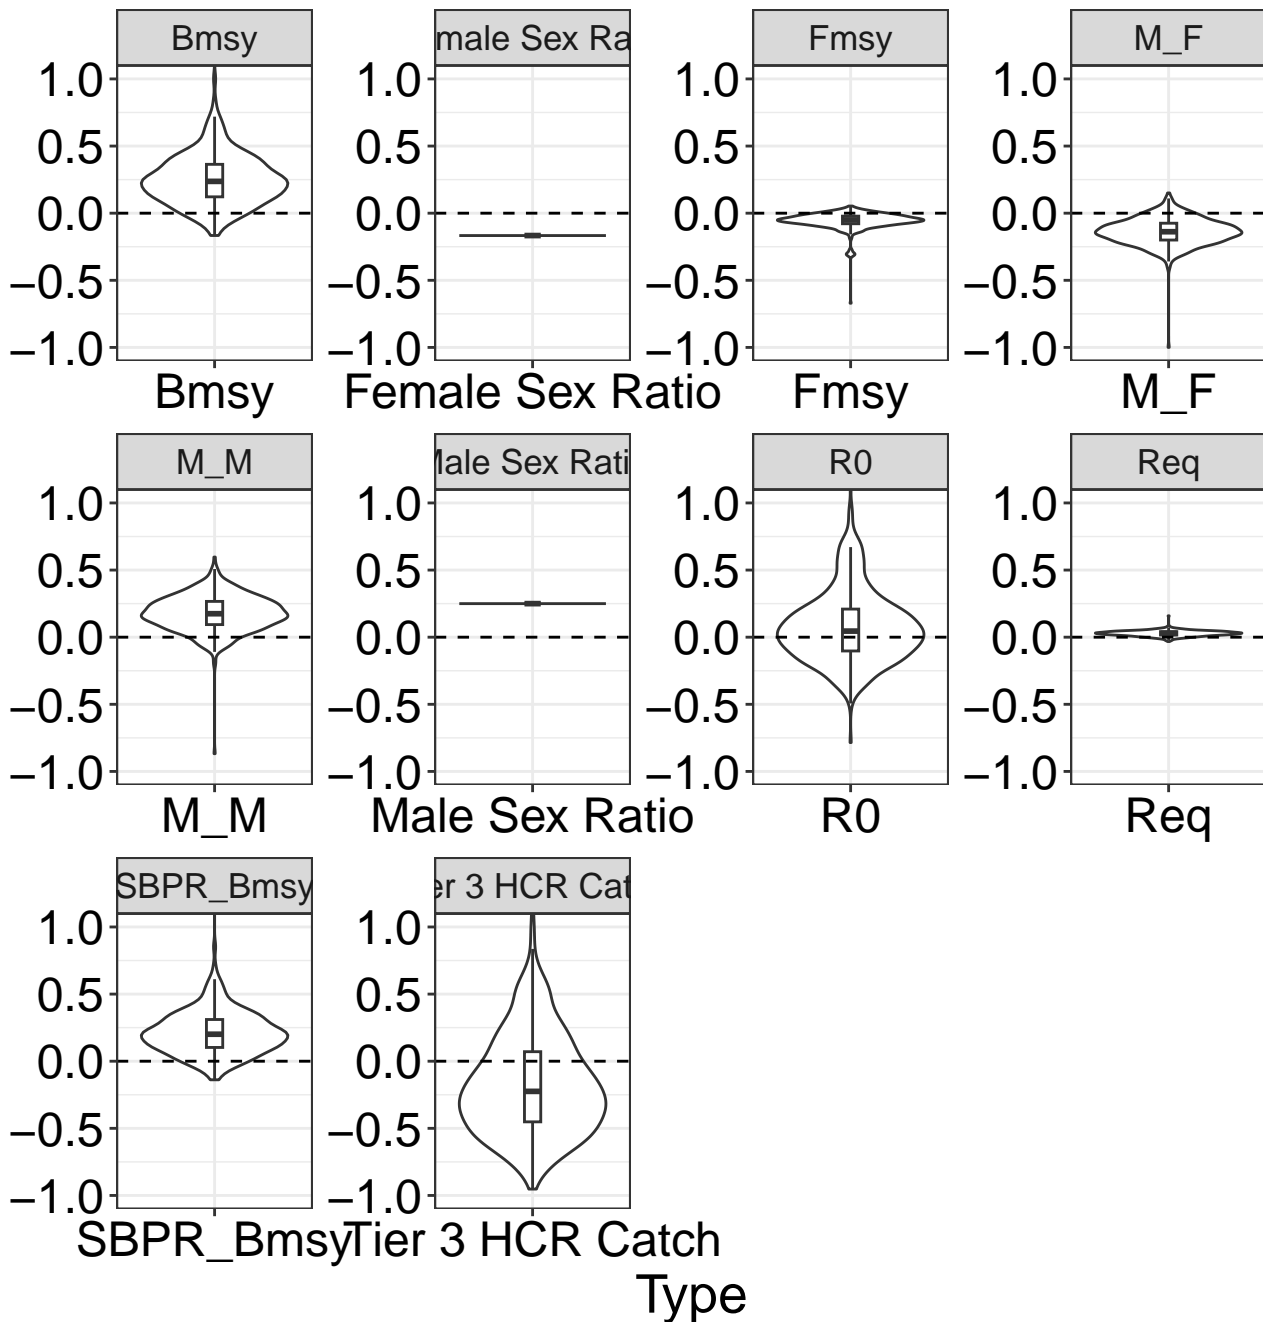 Bmsy male Sex Ra Fmsy M_F
1.0 1.0 1.0 1.0
0.5 0.5 0.5 0.5
0.0 0.0 0.0 0.0
−0.5 −0.5 −0.5 −0.5
−1.0 −1.0 −1.0 −1.0
Bmsy Female Sex Ratio Fmsy M_F
M_M Male Sex Rati R0 Req
1.0 1.0 1.0 1.0
0.5 0.5 0.5 0.5
0.0 0.0 0.0 0.0
−0.5 −0.5 −0.5 −0.5
−1.0 −1.0 −1.0 −1.0
M_M Male Sex Ratio R0 Req
SBPR_Bmsy er 3 HCR Cat
1.0 1.0
0.5 0.5
0.0 0.0
−0.5 −0.5
−1.0 −1.0
SBPR_Bmsy Tier 3 HCR Catch
Type